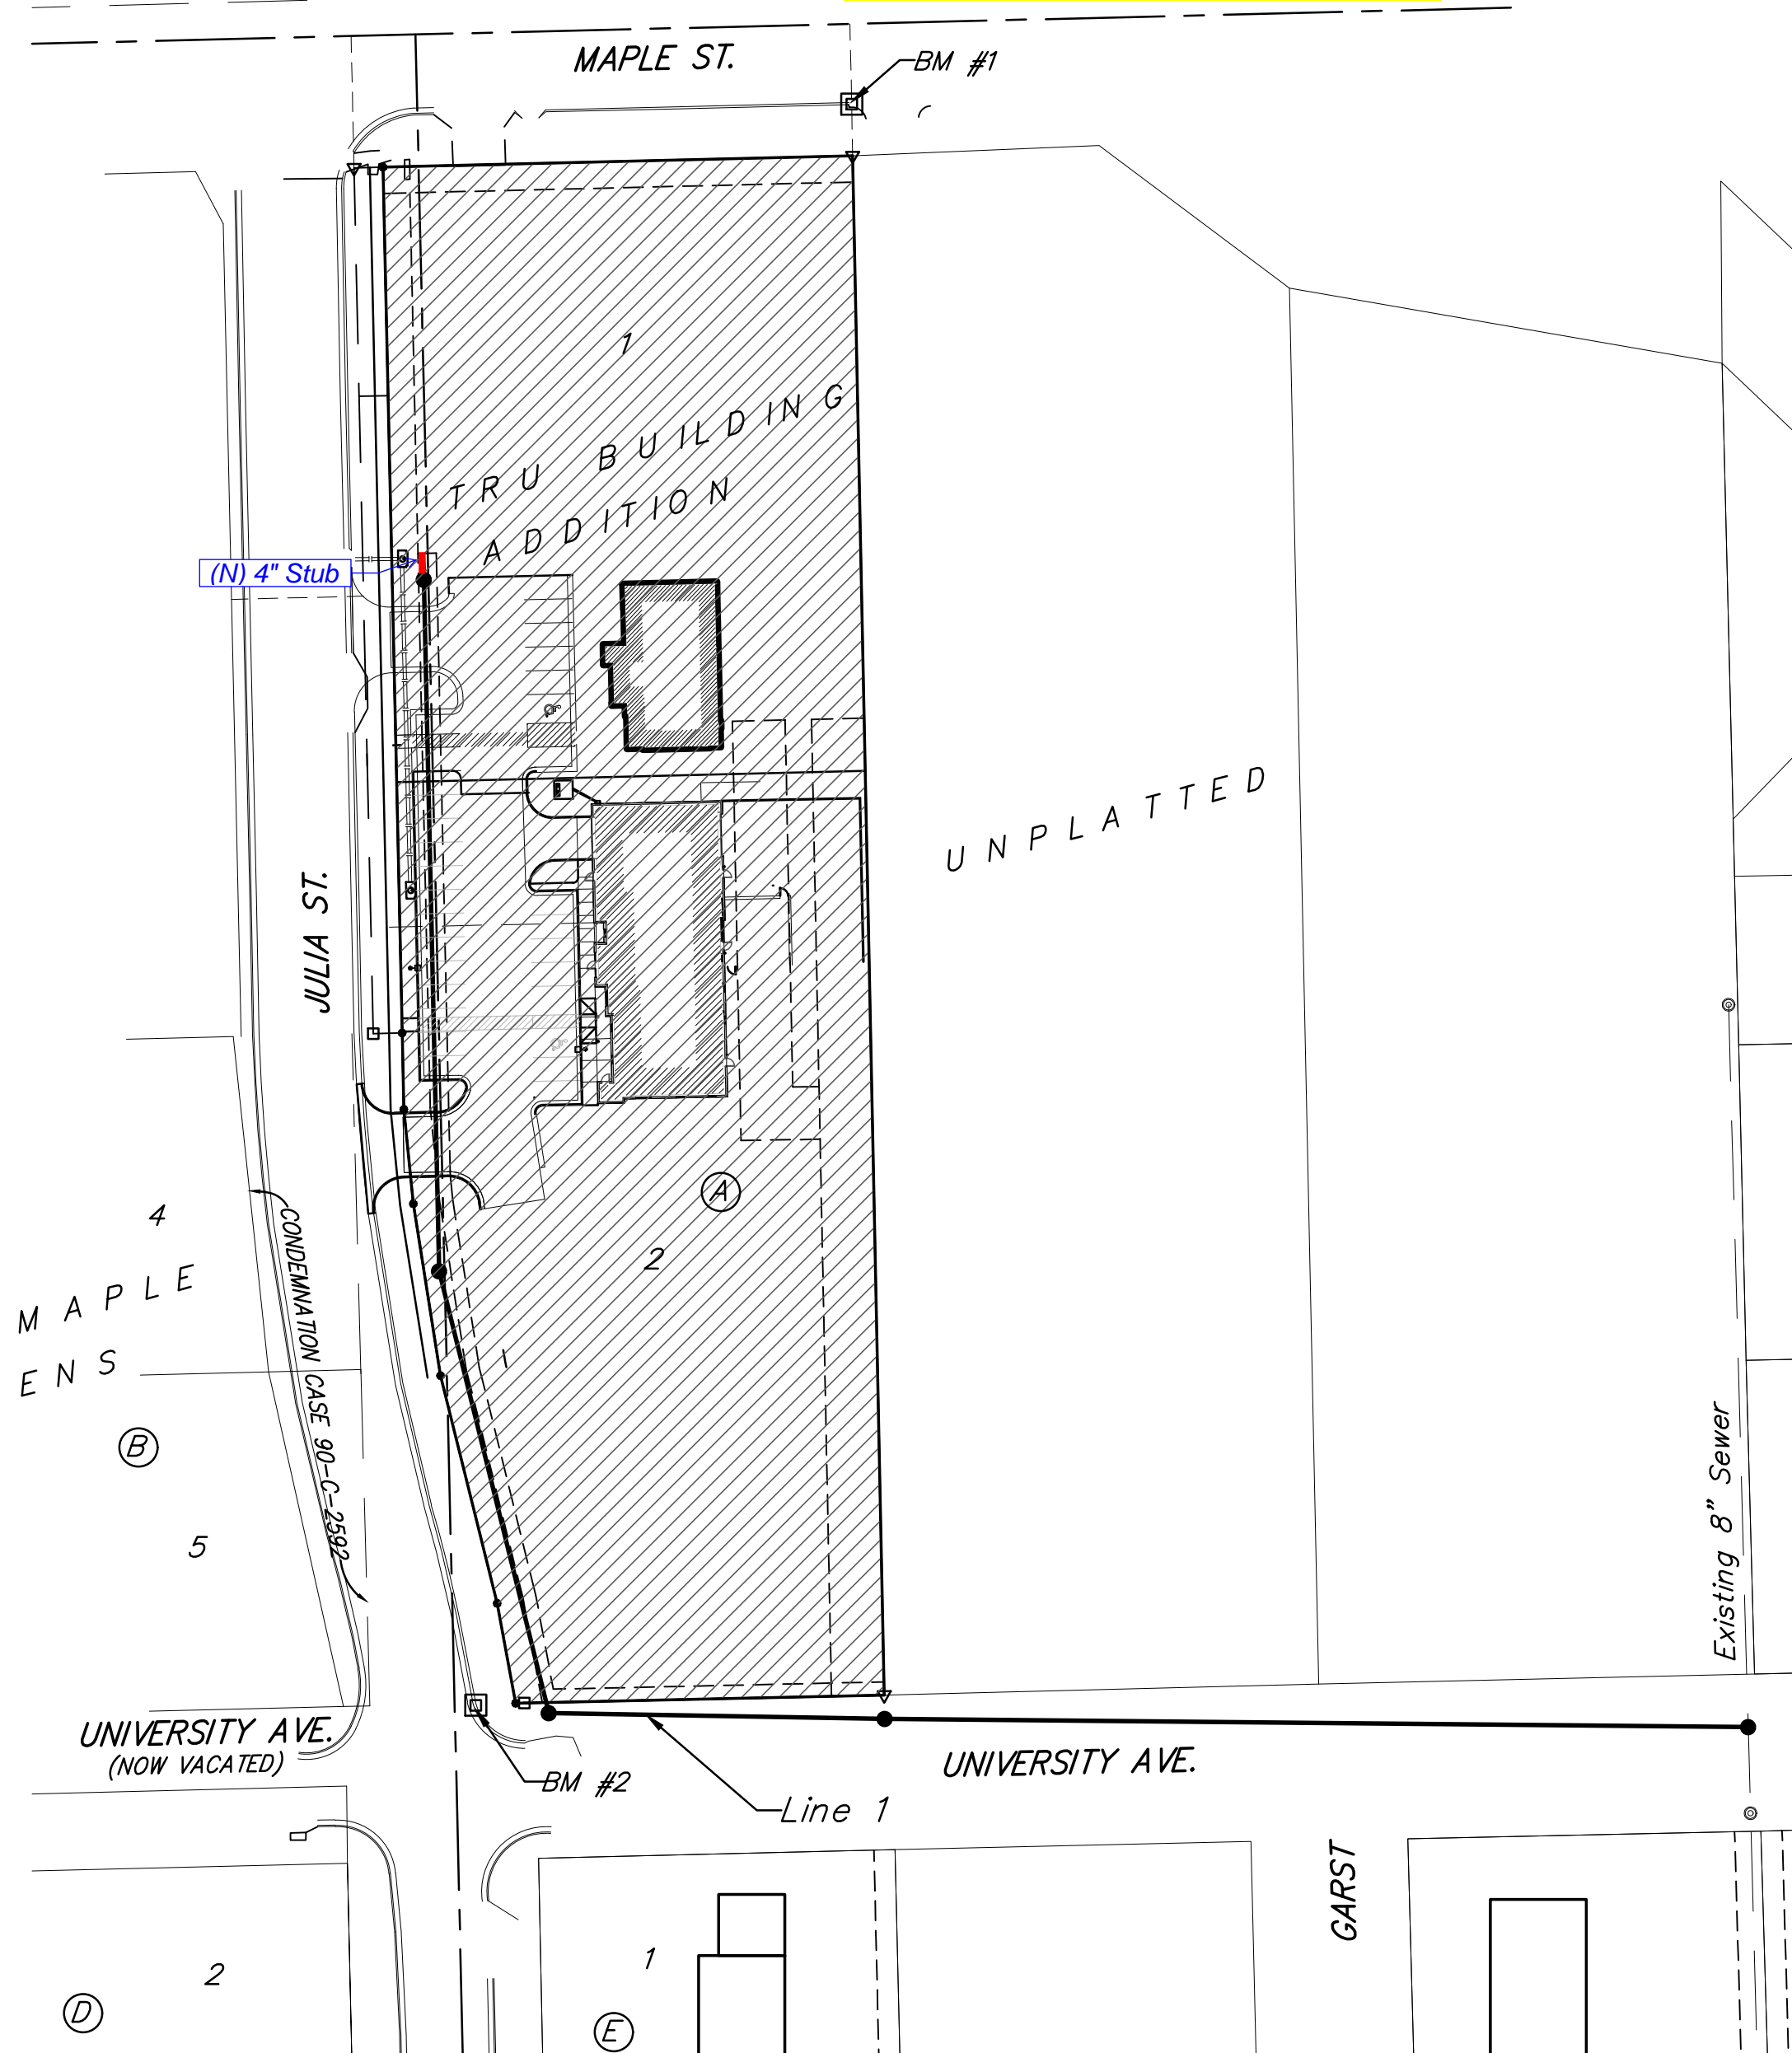 MAPLE ST.
BM #1
1
TRU BUILDING
ADDITION
(N) 4" Stub
UNPLATTED
JULIA ST.
A
2
4
MAPLE
ENS
B
5
CONDEMNATION CASE 90-C-2592
Existing 8" Sewer
UNIVERSITY AVE.
(NOW VACATED)
BM #2
UNIVERSITY AVE.
Line 1
GARST
1
2
D
E